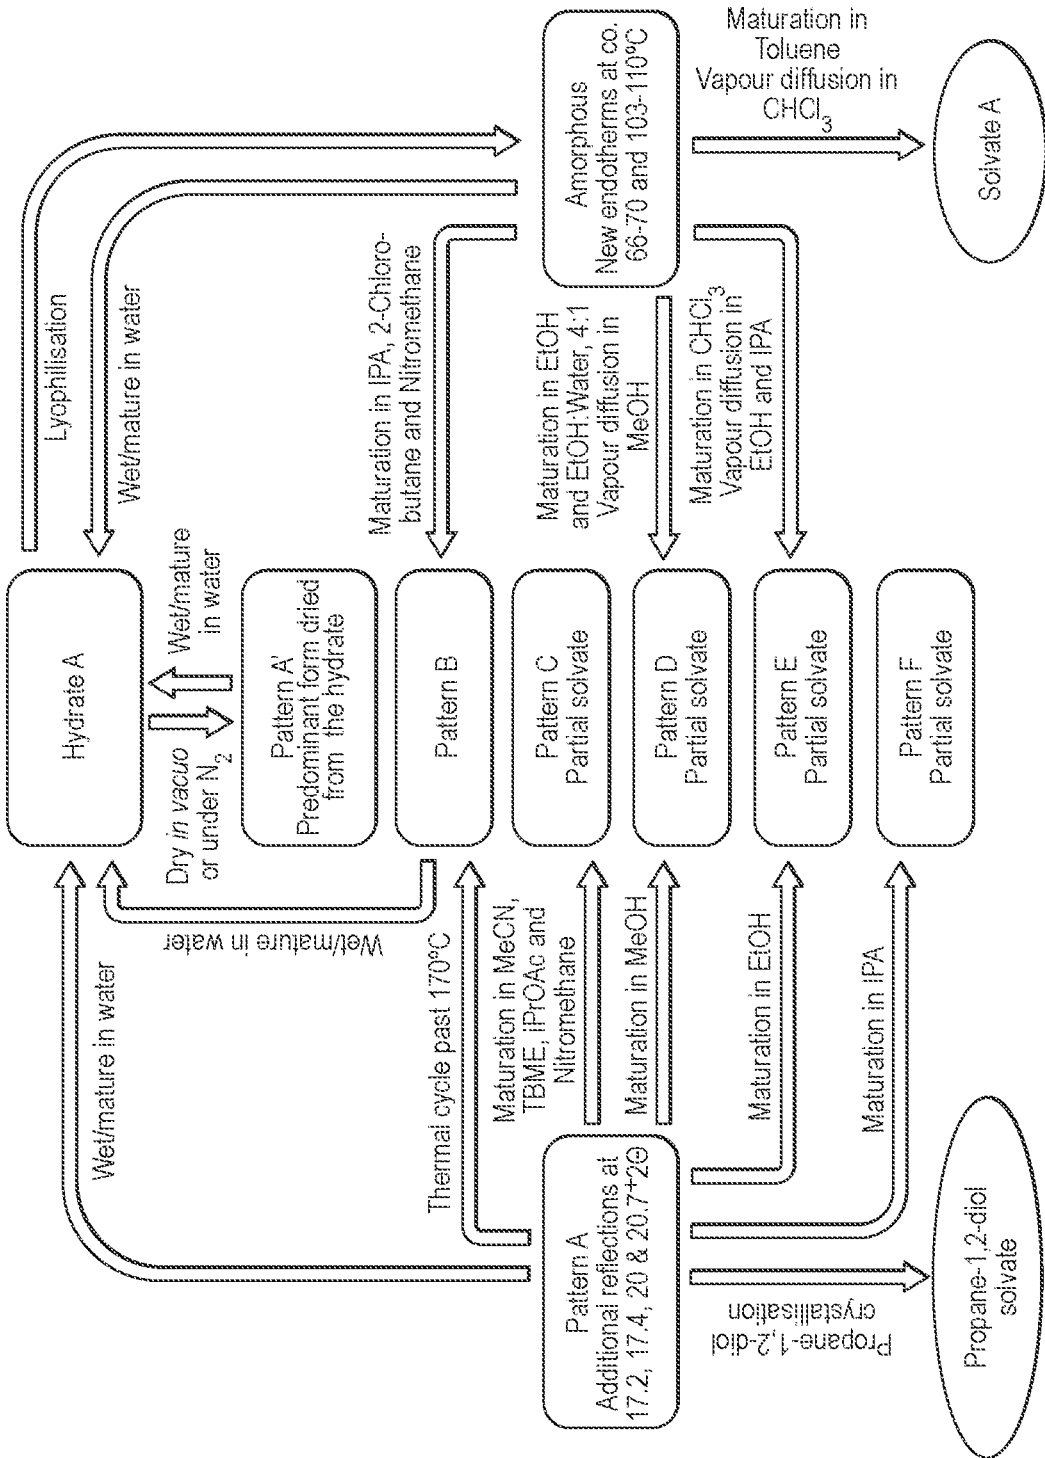 Lyophilisation
Wet/mature in water
Wet/mature in water
Hydrate A
Dry in vacuo
or under N2
Wet/mature
in water
Pattern A'
Predominant form dried
from the hydrate
Wet/mature in water
Thermal cycle past 170ºC
Pattern B
Maturation in IPA, 2-Chloro-
butane and Nitromethane
Maturation in MeCN,
TBME, iPrOAc and
Nitromethane
Pattern C
Partial solvate
Pattern A
Additional reflections at
17.2, 17.4, 20 & 20.7+2Θ
Maturation in MeOH
Pattern D
Partial solvate
Maturation in EtOH
and EtOH:Water, 4:1
Vapour diffusion in
MeOH
Amorphous
New endotherms at co.
66-70 and 103-110ºC
Maturation in EtOH
Pattern E
Partial solvate
Maturation in CHCl3
Vapour diffusion in
EtOH and IPA
Maturation in IPA
Pattern F
Partial solvate
Propane-1,2-diol
crystallisation
Propane-1,2-diol
solvate
Maturation in
Toluene
Vapour diffusion in
CHCl3
Solvate A